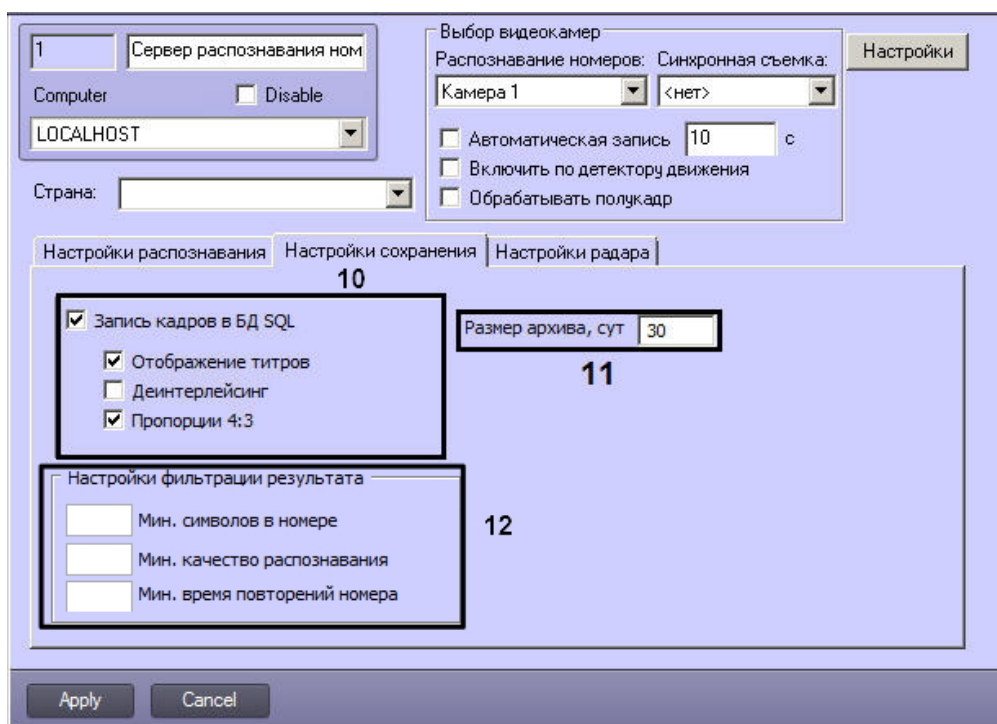 1
Сервер распознавания ном
Computer
Disable
LOCALHOST
Страна:
Выбор видеокамер
Распознавание номеров: Синхронная съемка:
Камера 1
<нет>
Автоматическая запись 10 с
Включить по детектору движения
Обрабатывать полукадр
Настройки
Настройки распознавания
Настройки сохранения
Настройки радара
10
Запись кадров в БД SQL
Отображение титров
Деинтерлейсинг
Пропорции 4:3
Размер архива, сут 30
11
Настройки фильтрации результата
Мин. символов в номере
Мин. качество распознавания
Мин. время повторений номера
12
Apply
Cancel